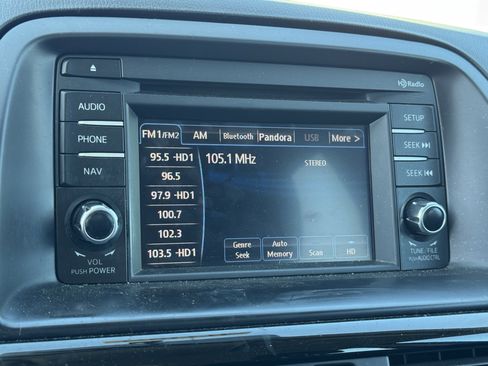 HD Radio
AUDIO
PHONE
NAV
VOL
PUSH POWER
FM1/FM2 AM Bluetooth Pandora USB More >
95.5 -HD1
96.5
97.9 -HD1
100.7
102.3
103.5 -HD1
105.1 MHz
STEREO
Genre Seek
Auto Memory
Scan
HD
SETUP
SEEK
SEEK
TUNE / FILE
PUSH AUDIO CTRL